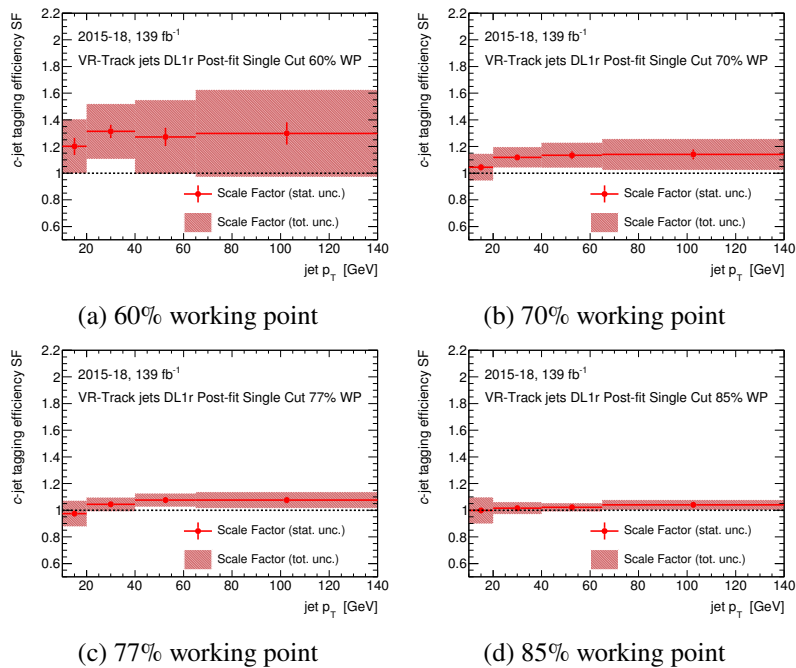 c-jet tagging efficiency SF
2.2
2
1.8
1.6
1.4
1.2
1
0.8
0.6
2015-18, 139 fb⁻¹
VR-Track jets DL1r Post-fit Single Cut 60% WP
Scale Factor (stat. unc.)
Scale Factor (tot. unc.)
20 40 60 80 100 120 140
jet p_T [GeV]
(a) 60% working point
c-jet tagging efficiency SF
2.2
2
1.8
1.6
1.4
1.2
1
0.8
0.6
2015-18, 139 fb⁻¹
VR-Track jets DL1r Post-fit Single Cut 70% WP
Scale Factor (stat. unc.)
Scale Factor (tot. unc.)
20 40 60 80 100 120 140
jet p_T [GeV]
(b) 70% working point
c-jet tagging efficiency SF
2.2
2
1.8
1.6
1.4
1.2
1
0.8
0.6
2015-18, 139 fb⁻¹
VR-Track jets DL1r Post-fit Single Cut 77% WP
Scale Factor (stat. unc.)
Scale Factor (tot. unc.)
20 40 60 80 100 120 140
jet p_T [GeV]
(c) 77% working point
c-jet tagging efficiency SF
2.2
2
1.8
1.6
1.4
1.2
1
0.8
0.6
2015-18, 139 fb⁻¹
VR-Track jets DL1r Post-fit Single Cut 85% WP
Scale Factor (stat. unc.)
Scale Factor (tot. unc.)
20 40 60 80 100 120 140
jet p_T [GeV]
(d) 85% working point